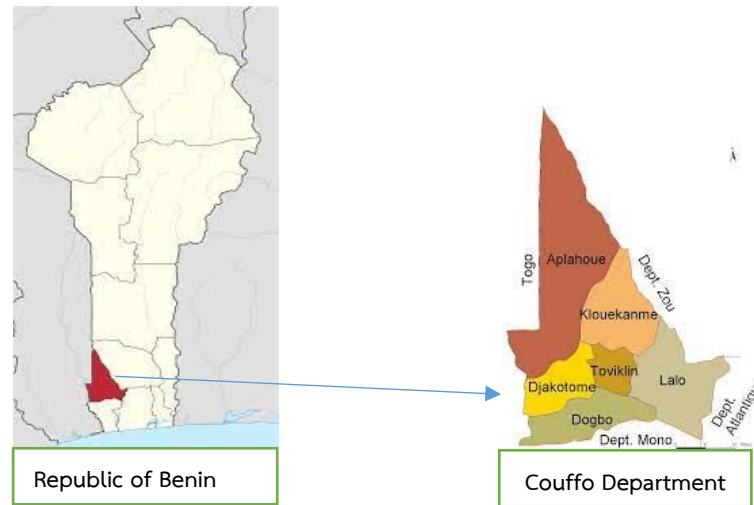 Togo
Aplahoue
Dept. Zou
Klouekanme
Toviklin
Djakotome
Lalo
Dept.
Atlantique
Dogbo
Dept. Mono
Republic of Benin
Couffo Department